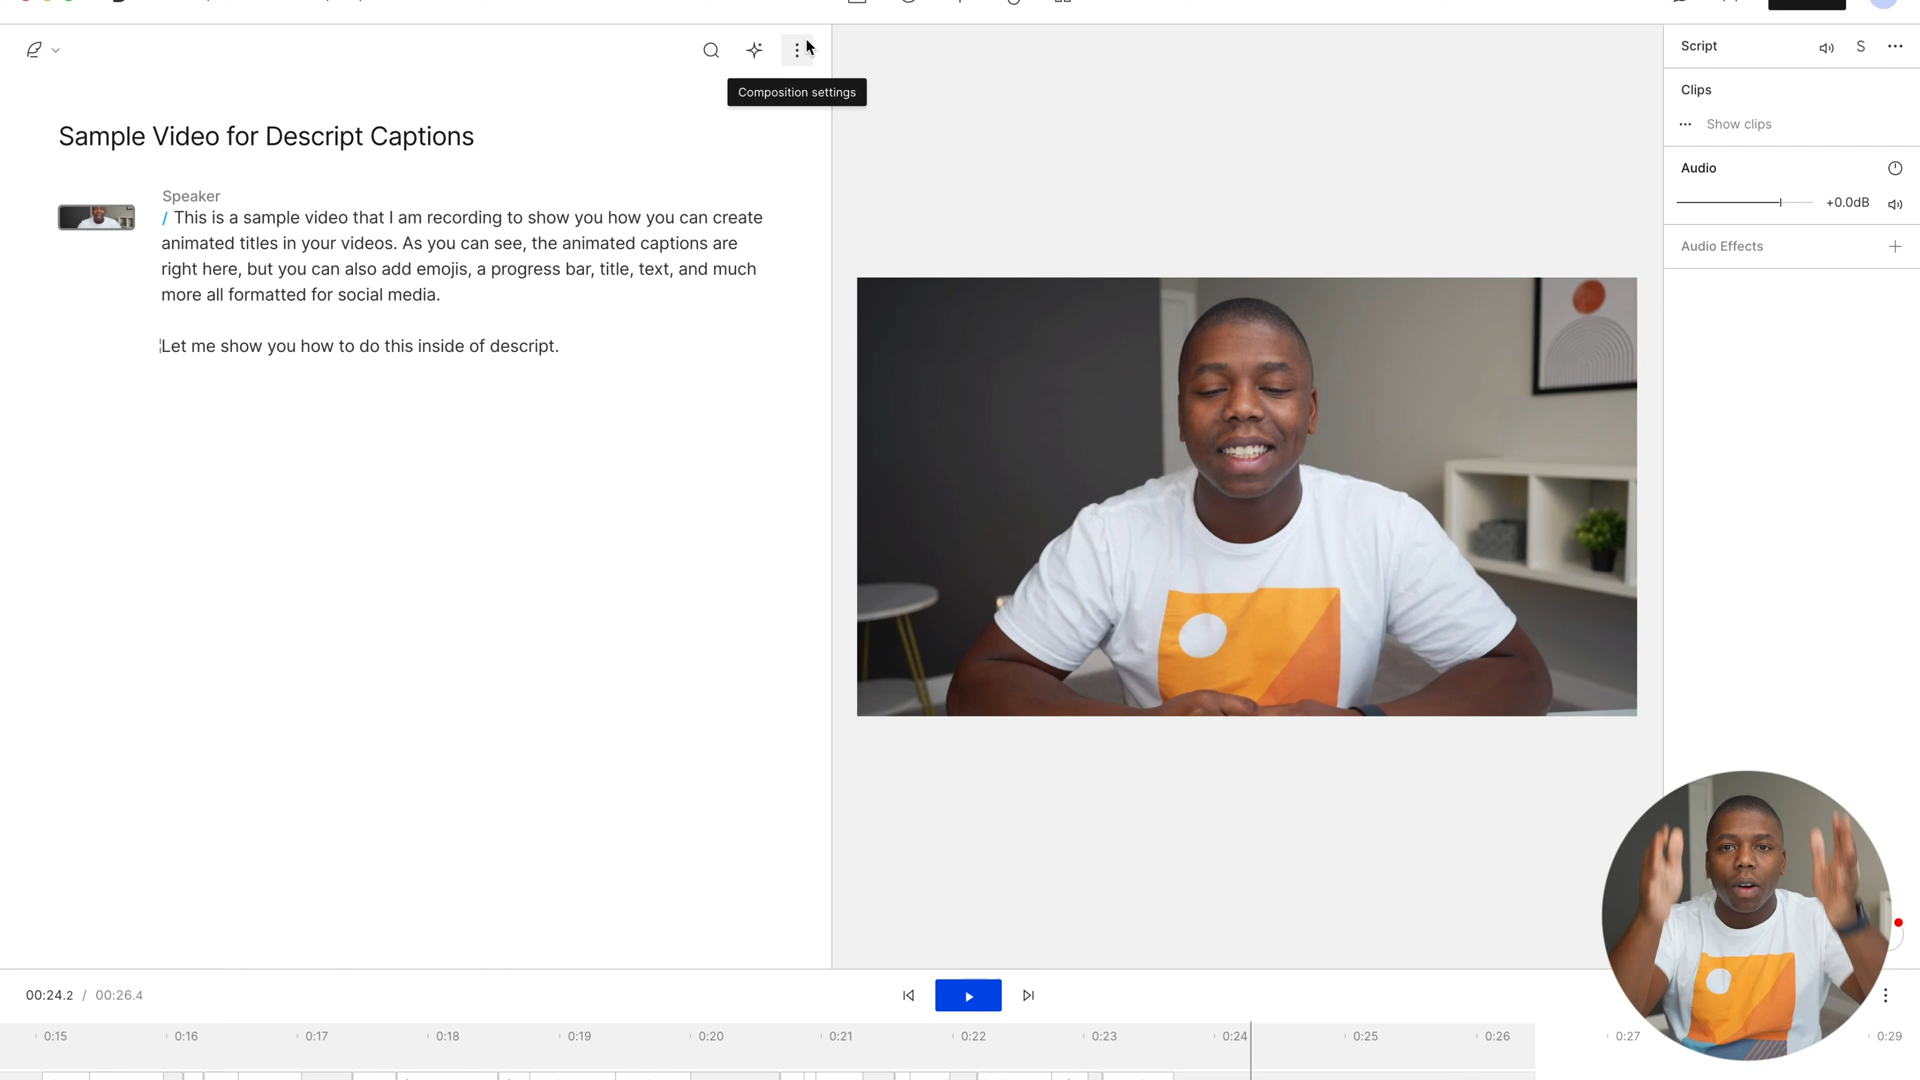 Script
S
Composition settings
Clips
Show clips
Sample Video for Descript Captions
Audio
+0.0dB
Audio Effects
Speaker
/ This is a sample video that I am recording to show you how you can create
animated titles in your videos. As you can see, the animated captions are
right here, but you can also add emojis, a progress bar, title, text, and much
more all formatted for social media.
Let me show you how to do this inside of descript.
00:24.2 / 00:26.4
0:15 0:16 0:17 0:18 0:19 0:20 0:21 0:22 0:23 0:24 0:25 0:26 0:27 0:29